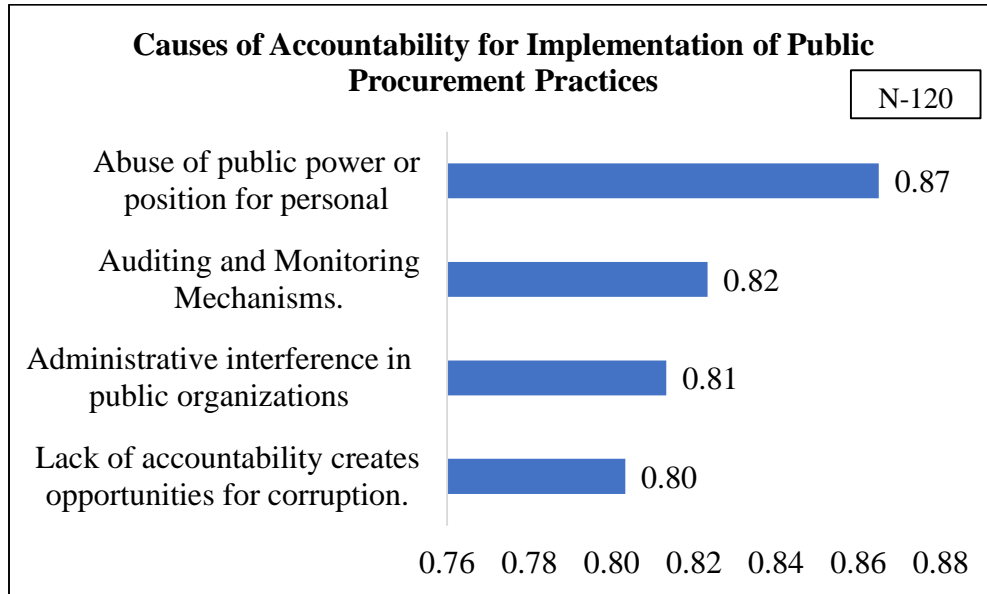 Causes of Accountability for Implementation of Public
Procurement Practices
N-120
Abuse of public power or
position for personal
0.87
Auditing and Monitoring
Mechanisms.
0.82
Administrative interference in
public organizations
0.81
Lack of accountability creates
opportunities for corruption.
0.80
0.76 0.78 0.80 0.82 0.84 0.86 0.88